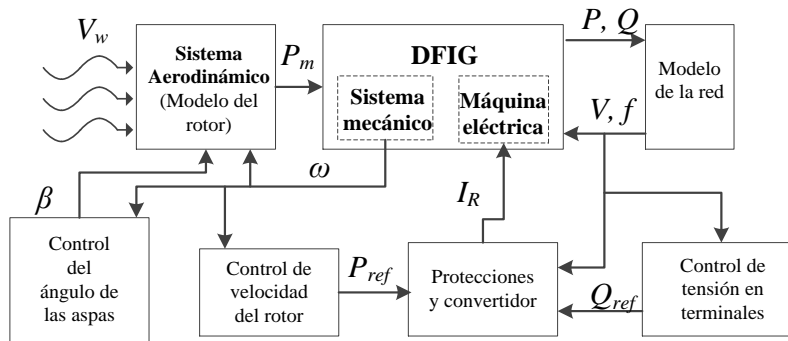 V_w
Sistema
Aerodinámico
(Modelo del
rotor)
P_m
DFIG
Sistema
mecánico
Máquina
eléctrica
P, Q
Modelo
de la red
V, f
β
ω
I_R
Control
del
ángulo de
las aspas
Control de
velocidad
del rotor
P_ref
Protecciones
y convertidor
Q_ref
Control de
tensión en
terminales